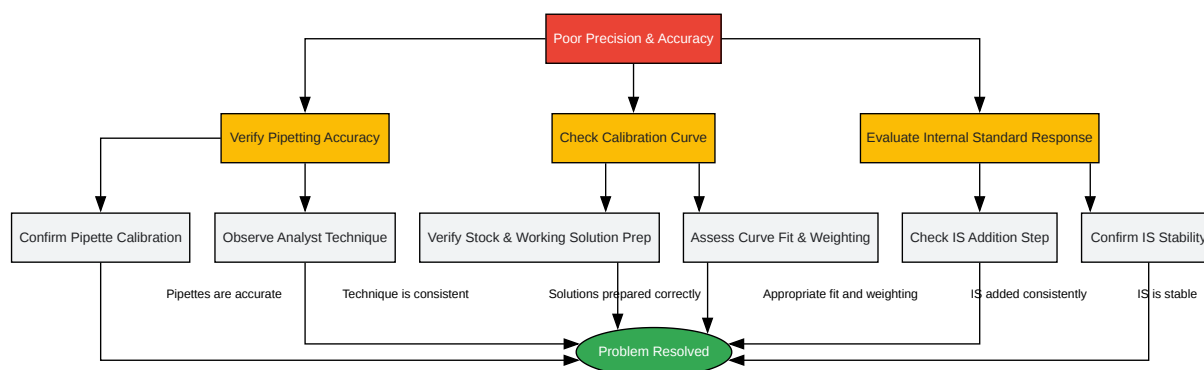 Poor Precision & Accuracy
Verify Pipetting Accuracy
Check Calibration Curve
Evaluate Internal Standard Response
Confirm Pipette Calibration
Observe Analyst Technique
Verify Stock & Working Solution Prep
Assess Curve Fit & Weighting
Check IS Addition Step
Confirm IS Stability
Pipettes are accurate
Technique is consistent
Solutions prepared correctly
Appropriate fit and weighting
IS added consistently
IS is stable
Problem Resolved